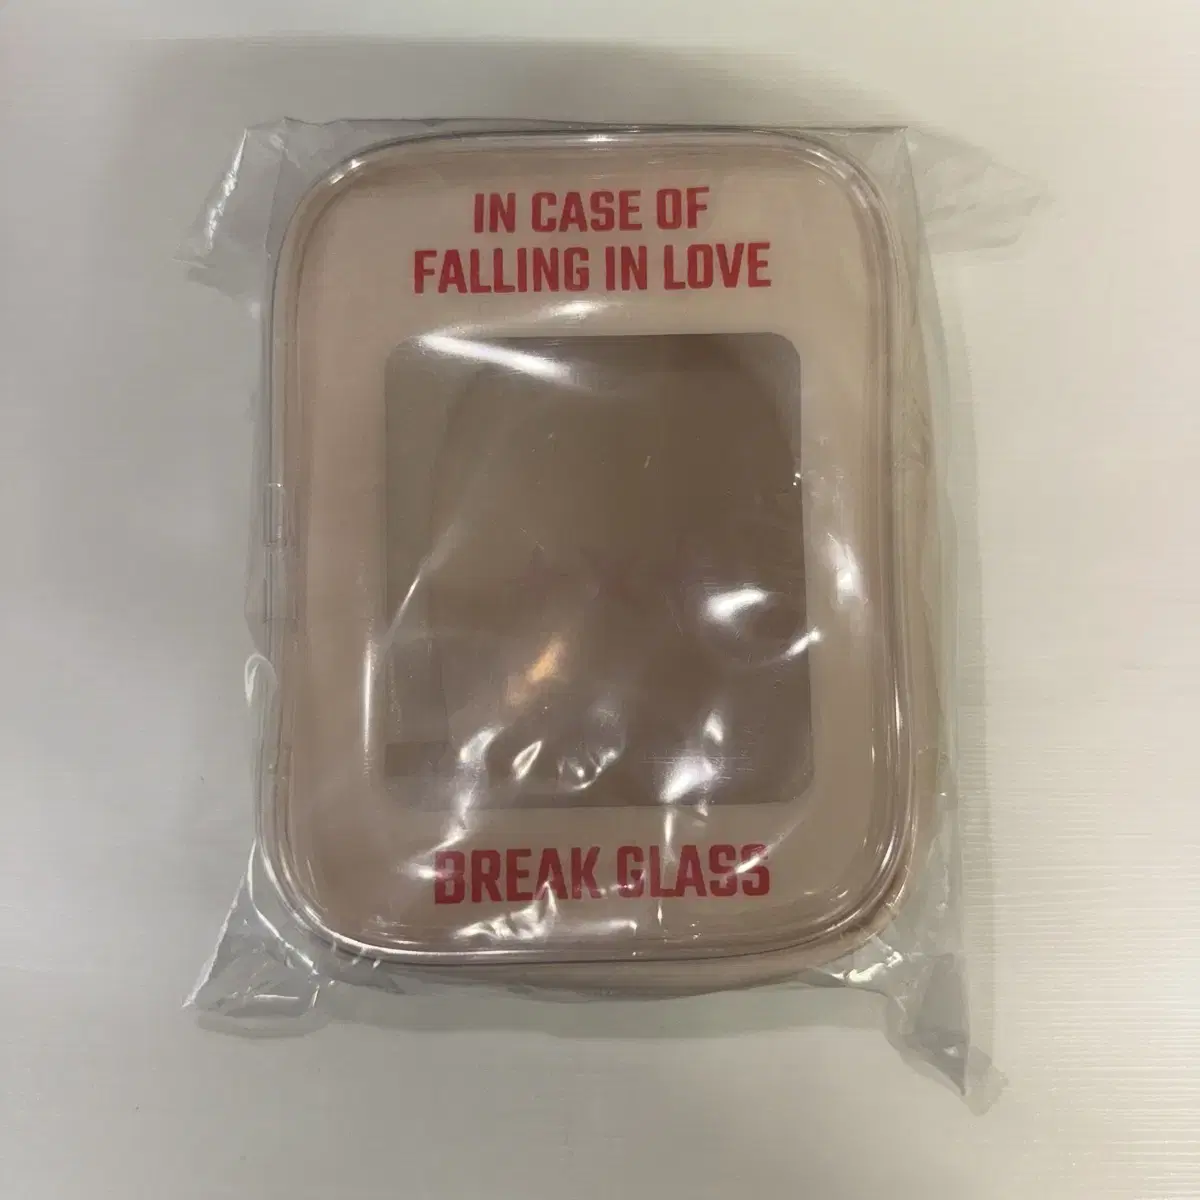 IN CASE OF
FALLING IN LOVE
BREAK GLASS